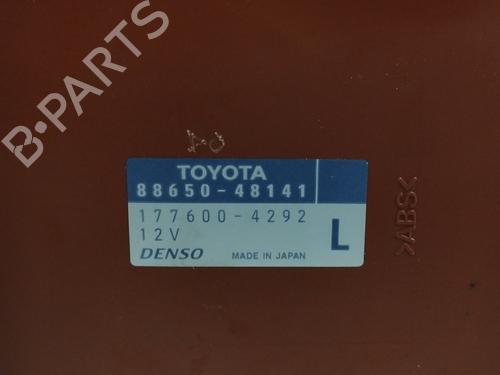 B-PARTS
TOYOTA
88650-48141
177600-4292
12V
L
DENSO MADE IN JAPAN
>ABS<